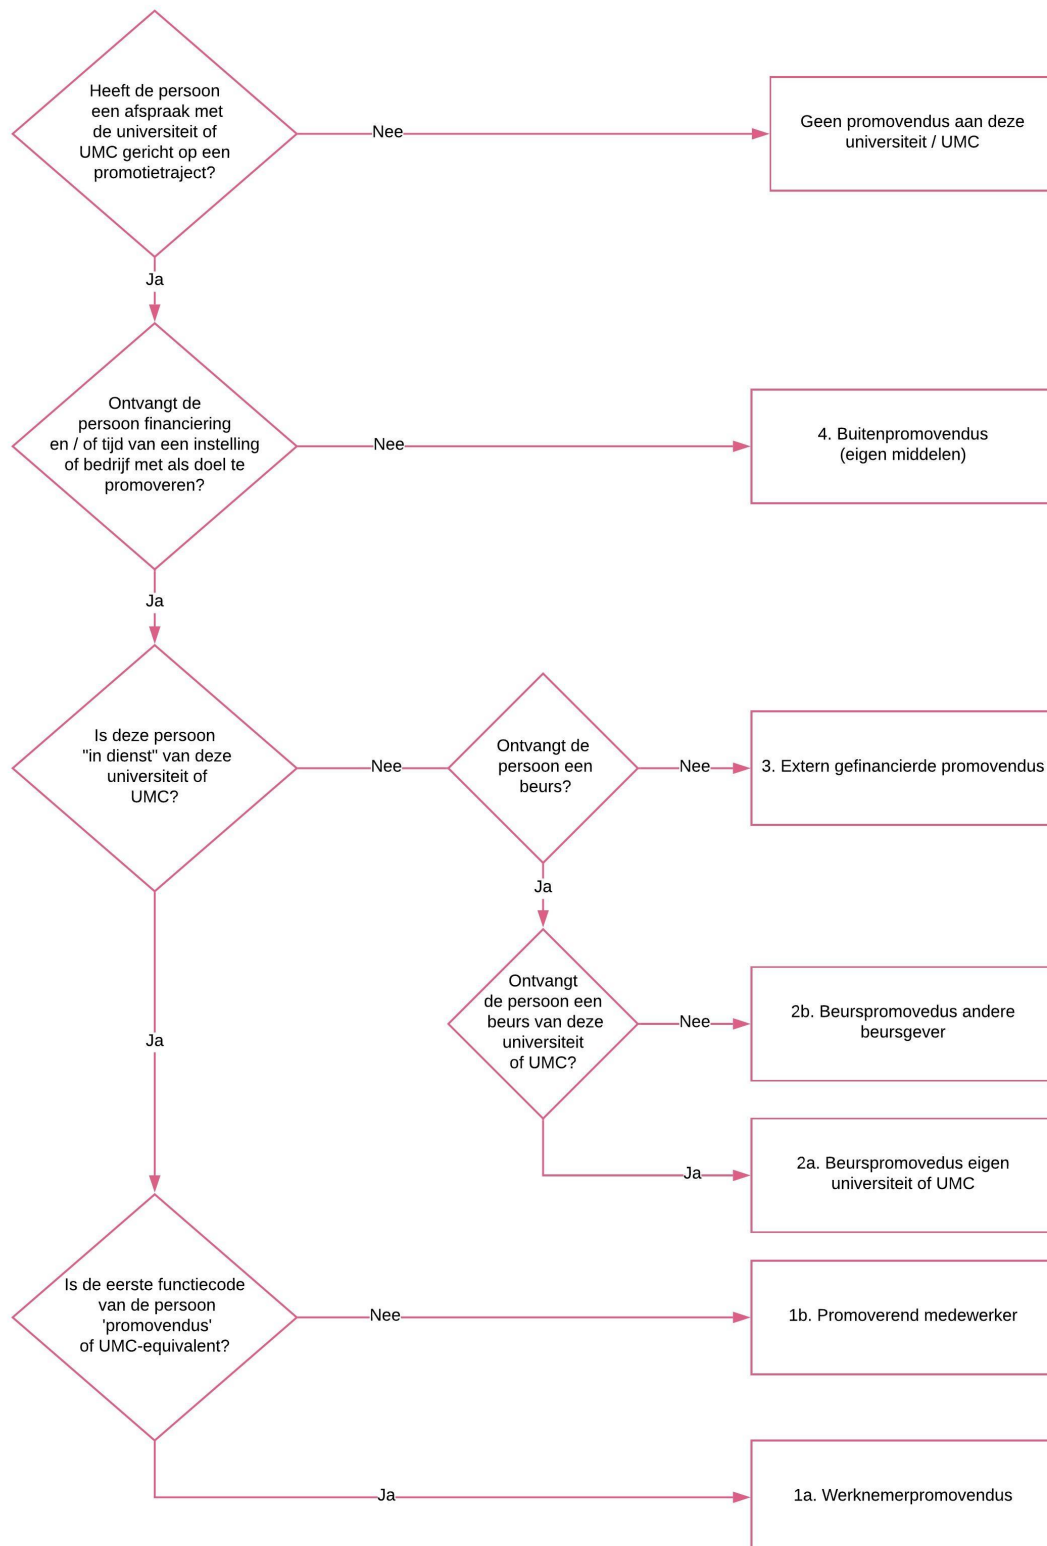 Heeft de persoon
een afspraak met
de universiteit of
UMC gericht op een
promotietraject?
Nee
Geen promovendus aan deze
universiteit / UMC
Ja
Ontvangt de
persoon financiering
en / of tijd van een instelling
of bedrijf met als doel te
promoveren?
Nee
4. Buitenpromovendus
(eigen middelen)
Ja
Is deze persoon
"in dienst" van deze
universiteit of
UMC?
Nee
Ontvangt de
persoon een
beurs?
Nee
3. Extern gefinancierde promovendus
Ja
Ontvangt
de persoon een
beurs van deze
universiteit
of UMC?
Nee
2b. Beurspromovedus andere
beursgever
Ja
2a. Beurspromovedus eigen
universiteit of UMC
Ja
Is de eerste functiecode
van de persoon
'promovendus'
of UMC-equivalent?
Nee
1b. Promoverend medewerker
Ja
1a. Werknemerpromovendus